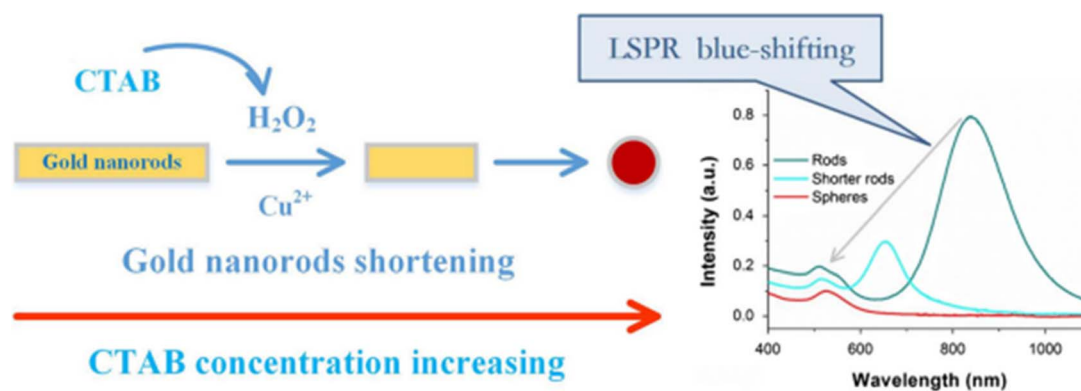 CTAB
H₂O₂
Gold nanorods
Cu²⁺
Gold nanorods shortening
CTAB concentration increasing
LSPR blue-shifting
Rods
Shorter rods
Spheres
Intensity (a.u.)
0.8
0.6
0.4
0.2
0.0
400 600 800 1000
Wavelength (nm)